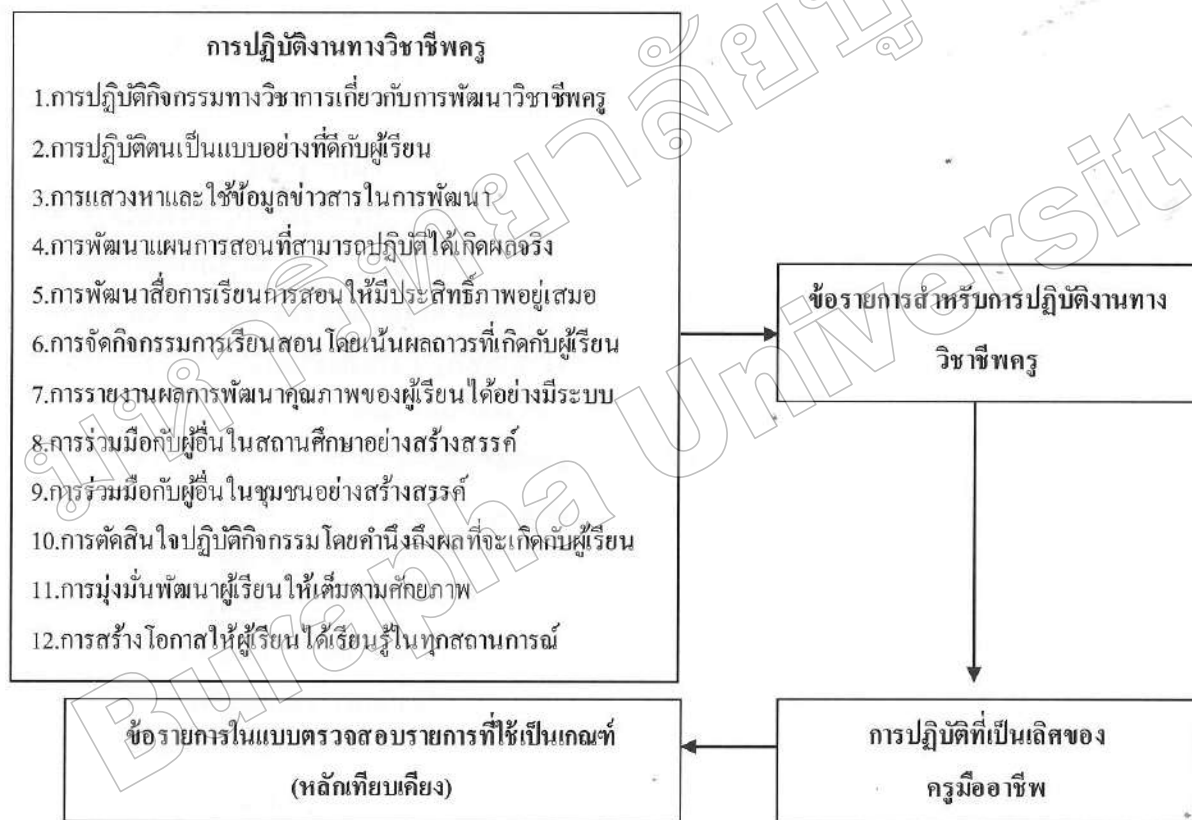 การปฏิบัติงานทางวิชาชีพครู
1.การปฏิบัติกิจกรรมทางวิชาการเกี่ยวกับการพัฒนาวิชาชีพครู
2.การปฏิบัติตนเป็นแบบอย่างที่ดีกับผู้เรียน
3.การแสวงหาและใช้ข้อมูลข่าวสารในการพัฒนา
4.การพัฒนาแผนการสอนที่สามารถปฏิบัติได้เกิดผลจริง
5.การพัฒนาสื่อการเรียนการสอนให้มีประสิทธิ์ภาพอยู่เสมอ
6.การจัดกิจกรรมการเรียนสอนโดยเน้นผลถาวรที่เกิดกับผู้เรียน
7.การรายงานผลการพัฒนาคุณภาพของผู้เรียนได้อย่างมีระบบ
8.การร่วมมือกับผู้อื่นในสถานศึกษาอย่างสร้างสรรค์
9.การร่วมมือกับผู้อื่นในชุมชนอย่างสร้างสรรค์
10.การตัดสินใจปฏิบัติกิจกรรมโดยคำนึงถึงผลที่จะเกิดกับผู้เรียน
11.การมุ่งมั่นพัฒนาผู้เรียนให้เต็มตามศักยภาพ
12.การสร้างโอกาสให้ผู้เรียนได้เรียนรู้ในทุกสถานการณ์
ข้อรายการสำหรับการปฏิบัติงานทาง
วิชาชีพครู
การปฏิบัติที่เป็นเลิศของ
ครูมืออาชีพ
ข้อรายการในแบบตรวจสอบรายการที่ใช้เป็นเกณฑ์
(หลักเทียบเคียง)
มหาวิทยาลัยบู
Burapha University